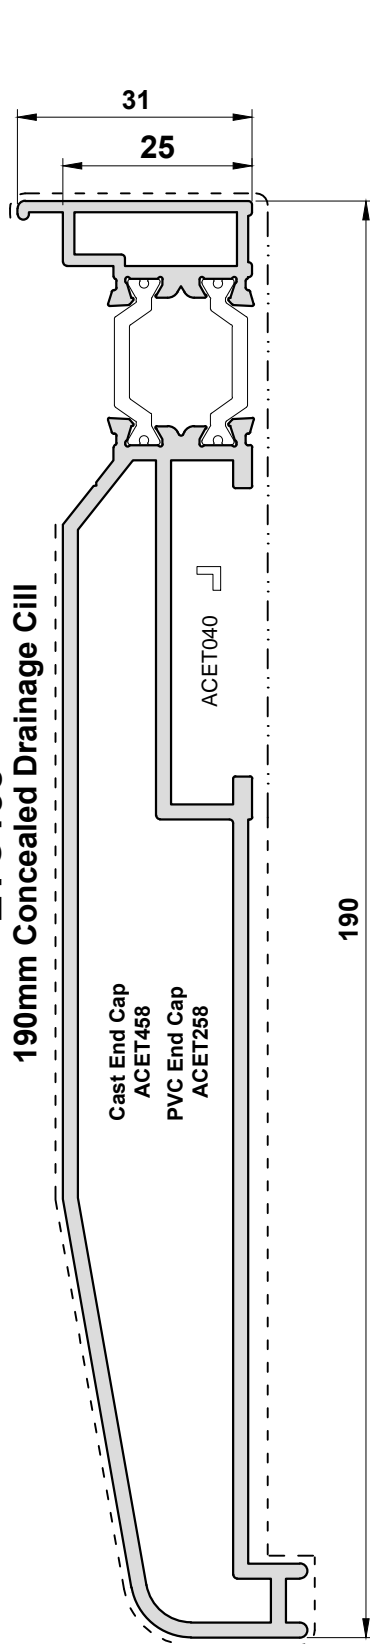 31
25
190mm Concealed Drainage Cill
ACET040
190
Cast End Cap
ACET458
PVC End Cap
ACET258